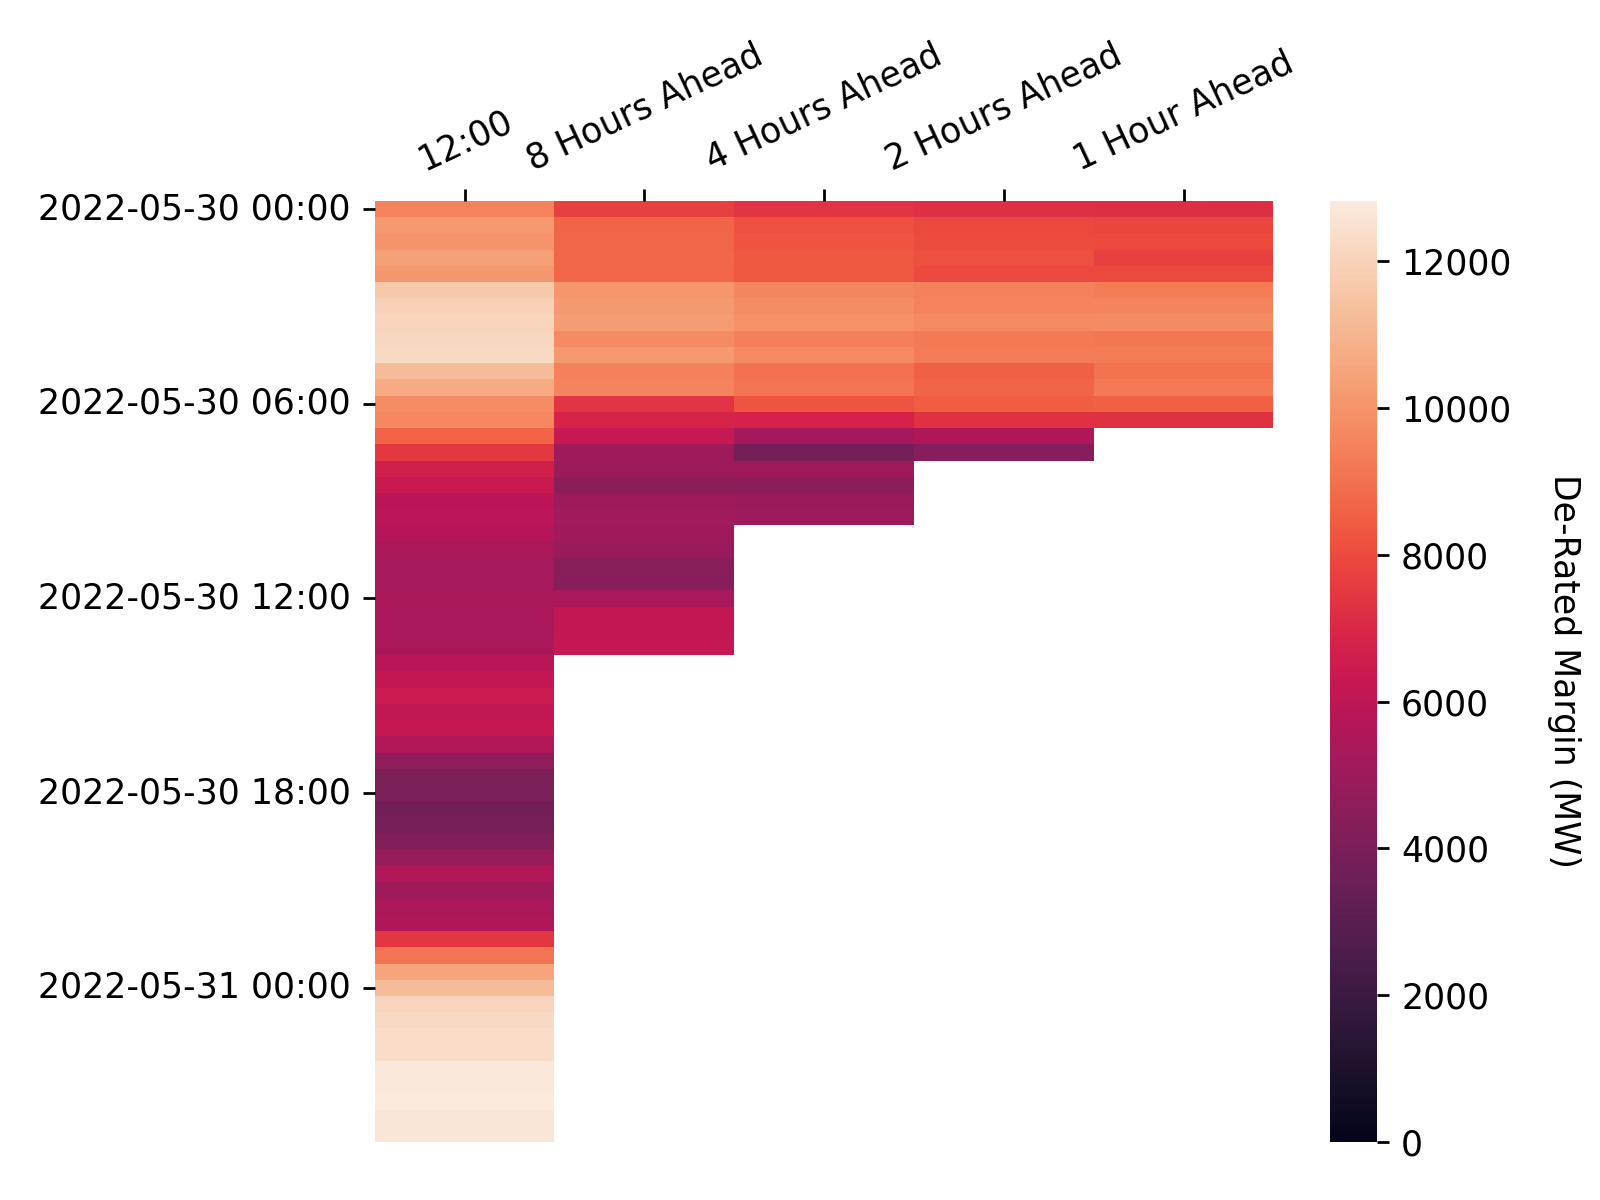 12:00
8 Hours Ahead
4 Hours Ahead
2 Hours Ahead
1 Hour Ahead
2022-05-30 00:00
2022-05-30 06:00
2022-05-30 12:00
2022-05-30 18:00
2022-05-31 00:00
12000
10000
8000
6000
4000
2000
0
De-Rated Margin (MW)